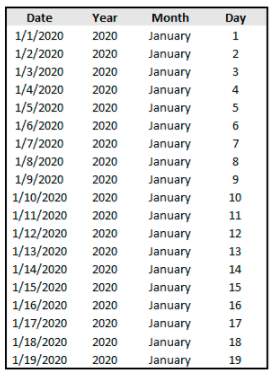 Date Year Month Day
1/1/2020 2020 January 1
1/2/2020 2020 January 2
1/3/2020 2020 January 3
1/4/2020 2020 January 4
1/5/2020 2020 January 5
1/6/2020 2020 January 6
1/7/2020 2020 January 7
1/8/2020 2020 January 8
1/9/2020 2020 January 9
1/10/2020 2020 January 10
1/11/2020 2020 January 11
1/12/2020 2020 January 12
1/13/2020 2020 January 13
1/14/2020 2020 January 14
1/15/2020 2020 January 15
1/16/2020 2020 January 16
1/17/2020 2020 January 17
1/18/2020 2020 January 18
1/19/2020 2020 January 19